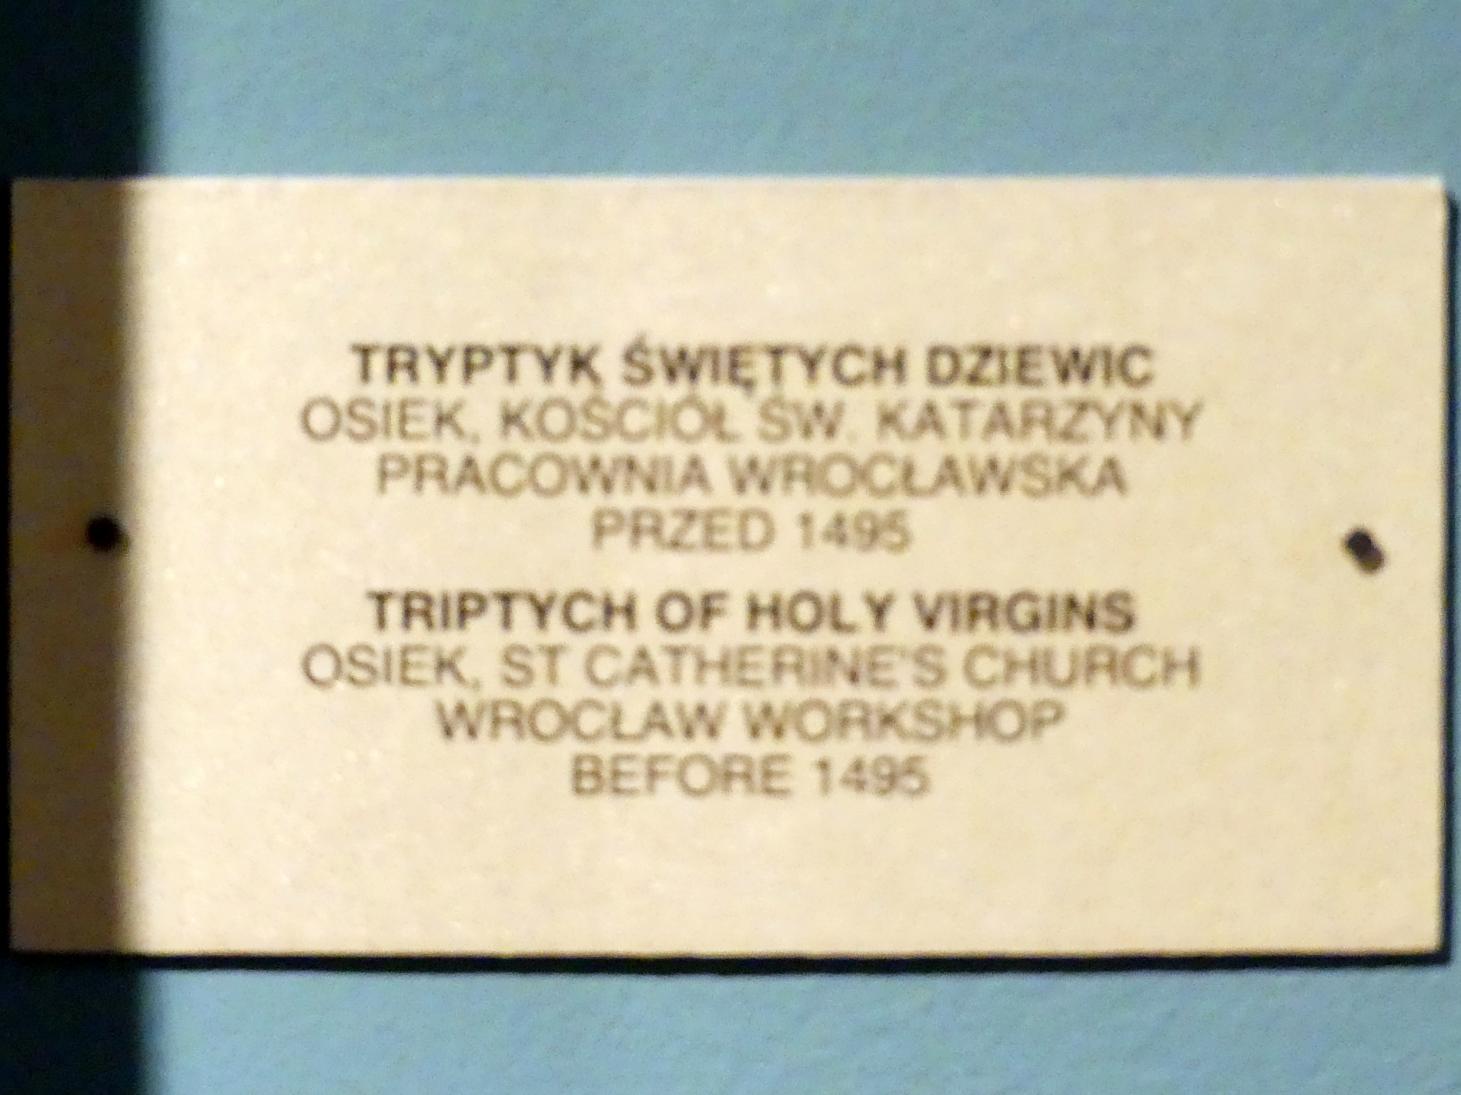 TRYPTYK ŚWIĘTYCH DZIEWIC
OSIEK, KOŚCIÓŁ ŚW. KATARZYNY
PRACOWNIA WROCŁAWSKA
PRZED 1495
TRIPTYCH OF HOLY VIRGINS
OSIEK, ST CATHERINE'S CHURCH
WROCŁAW WORKSHOP
BEFORE 1495